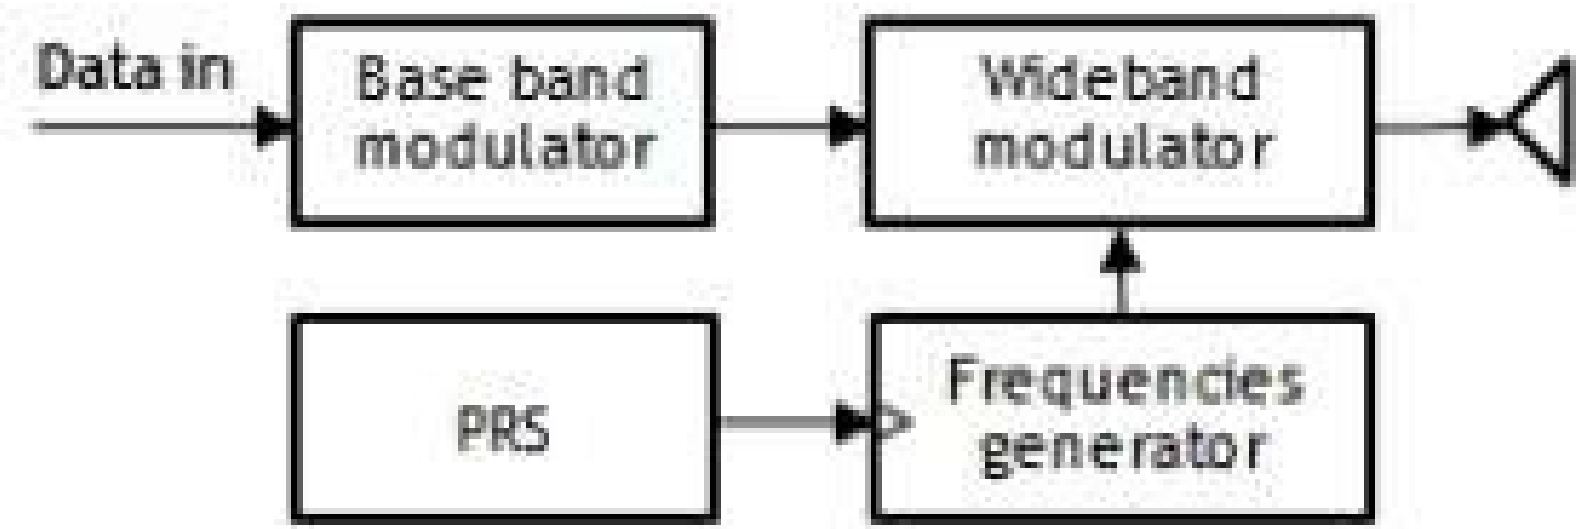 Data in
Base band
modulator
Wideband
modulator
PRS
Frequencies
generator